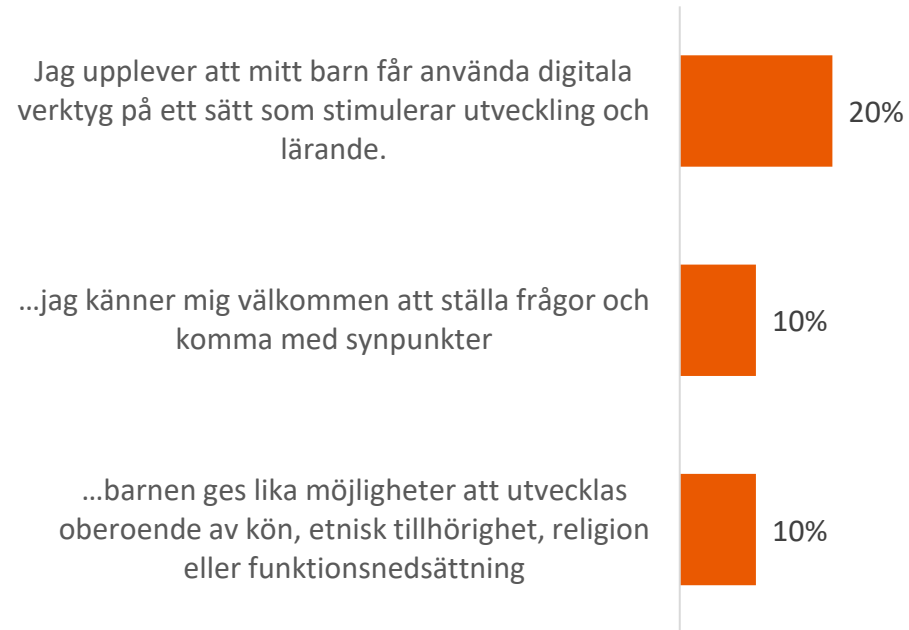 Jag upplever att mitt barn får använda digitala
verktyg på ett sätt som stimulerar utveckling och
lärande.
20%
…jag känner mig välkommen att ställa frågor och
komma med synpunkter
10%
…barnen ges lika möjligheter att utvecklas
oberoende av kön, etnisk tillhörighet, religion
eller funktionsnedsättning
10%